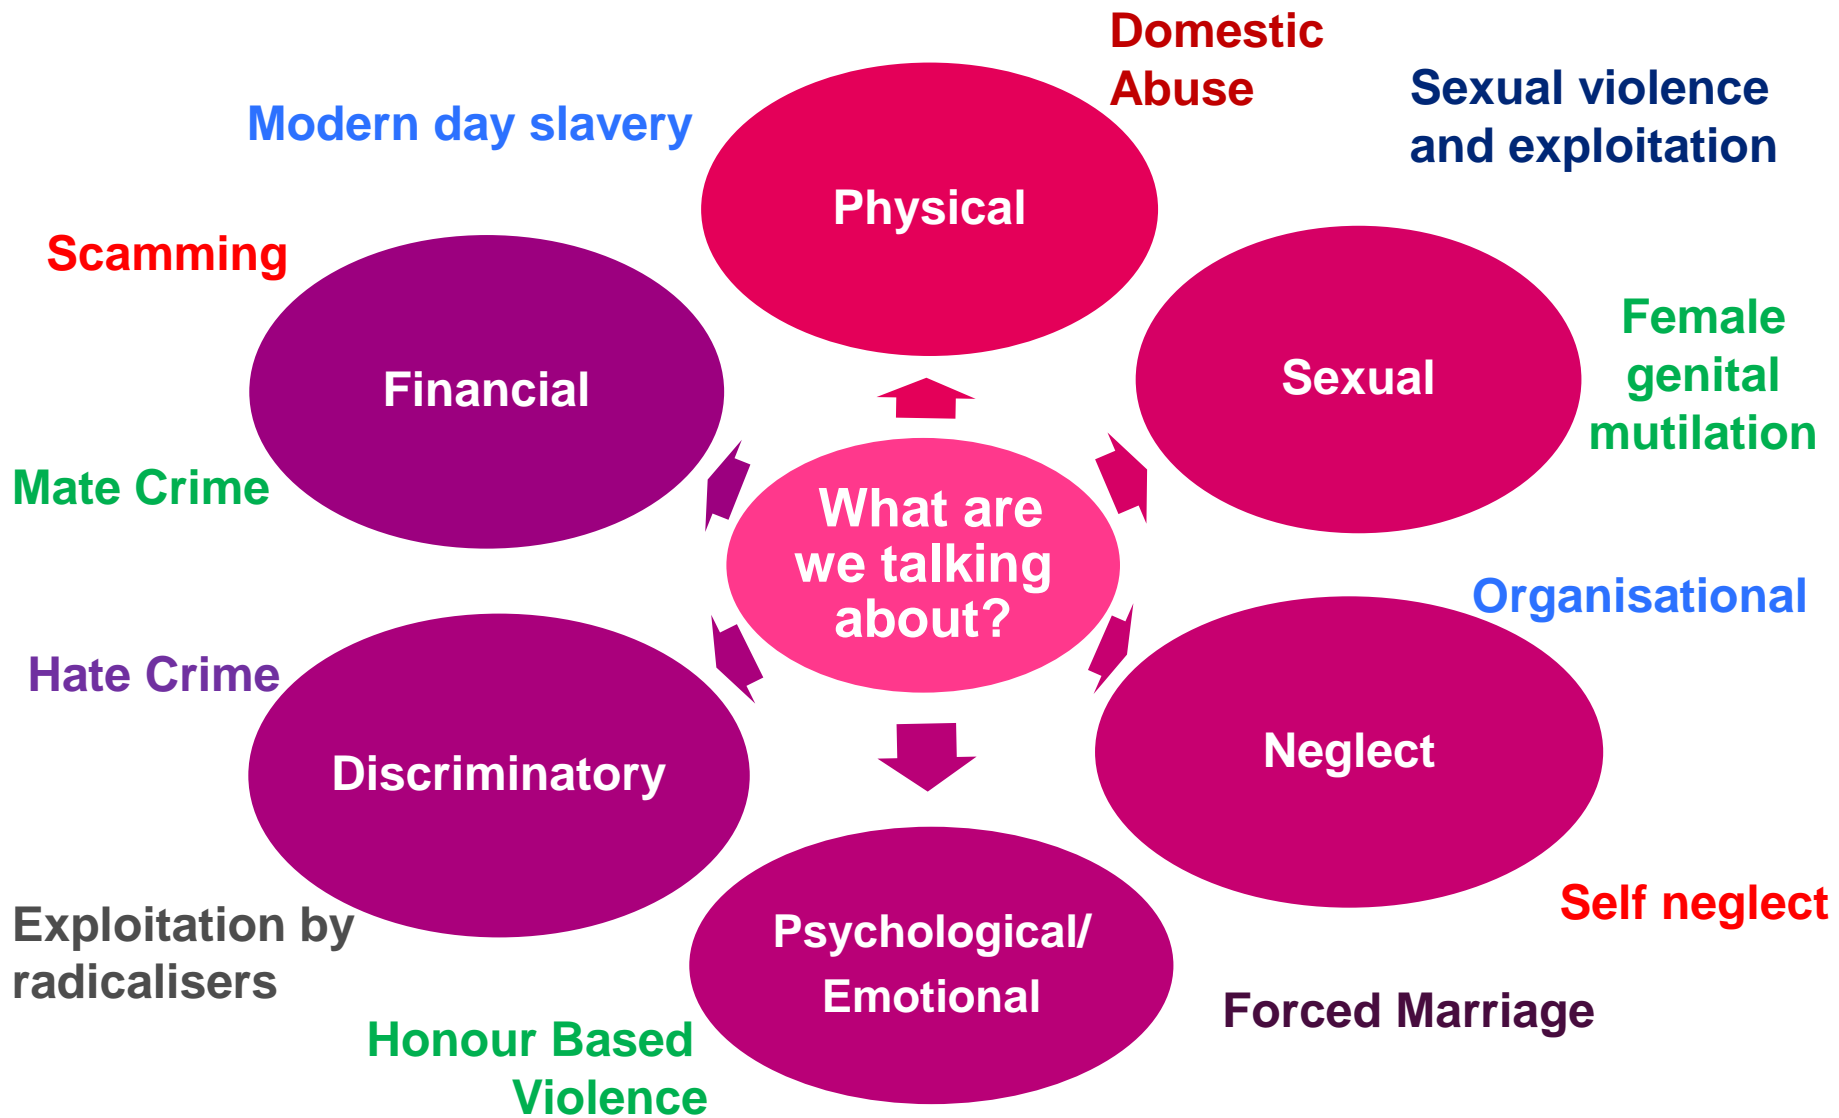 Domestic
Abuse
Sexual violence
and exploitation
Modern day slavery
Physical
Scamming
Female
genital
mutilation
Financial
Sexual
Mate Crime
What are
we talking
about?
Organisational
Hate Crime
Discriminatory
Neglect
Self neglect
Exploitation by
radicalisers
Psychological/
Emotional
Forced Marriage
Honour Based
Violence